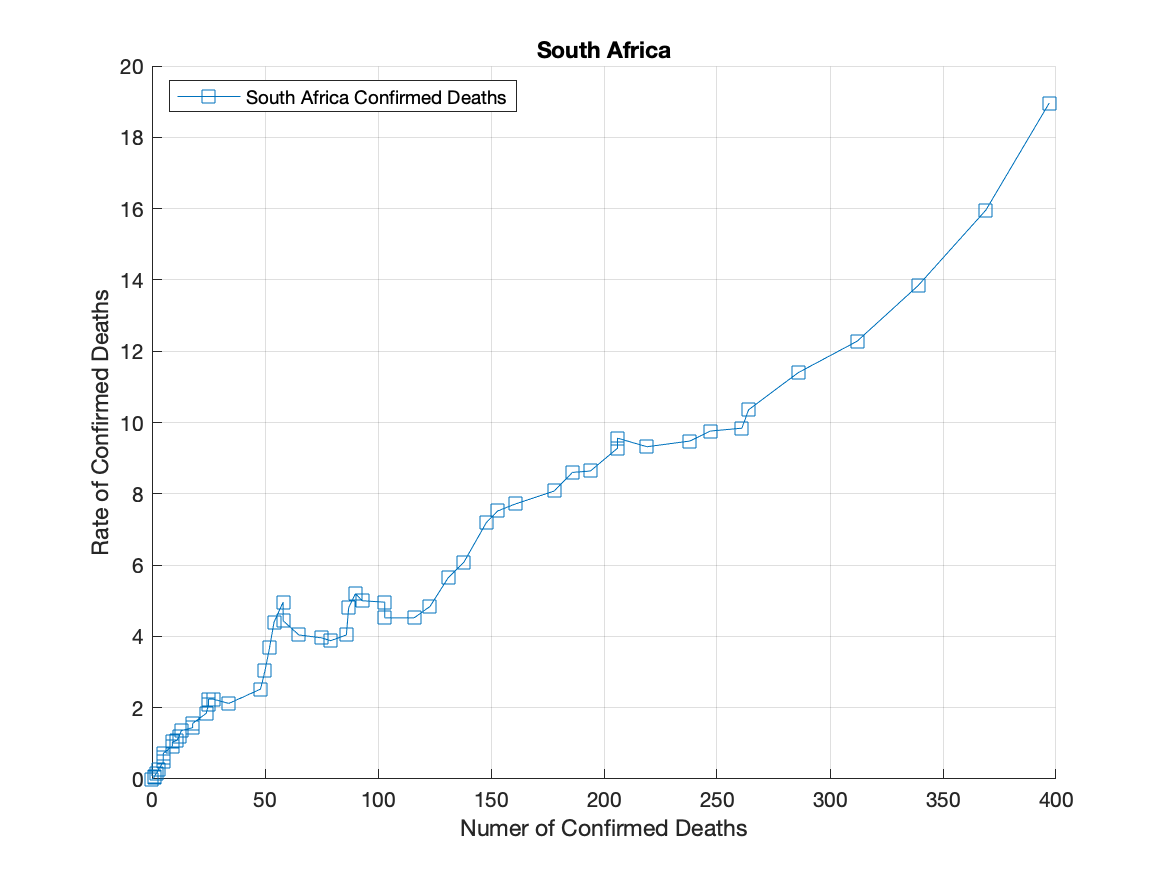 South Africa
South Africa Confirmed Deaths
20
18
16
14
12
10
8
6
4
2
0
Rate of Confirmed Deaths
0 50 100 150 200 250 300 350 400
Numer of Confirmed Deaths